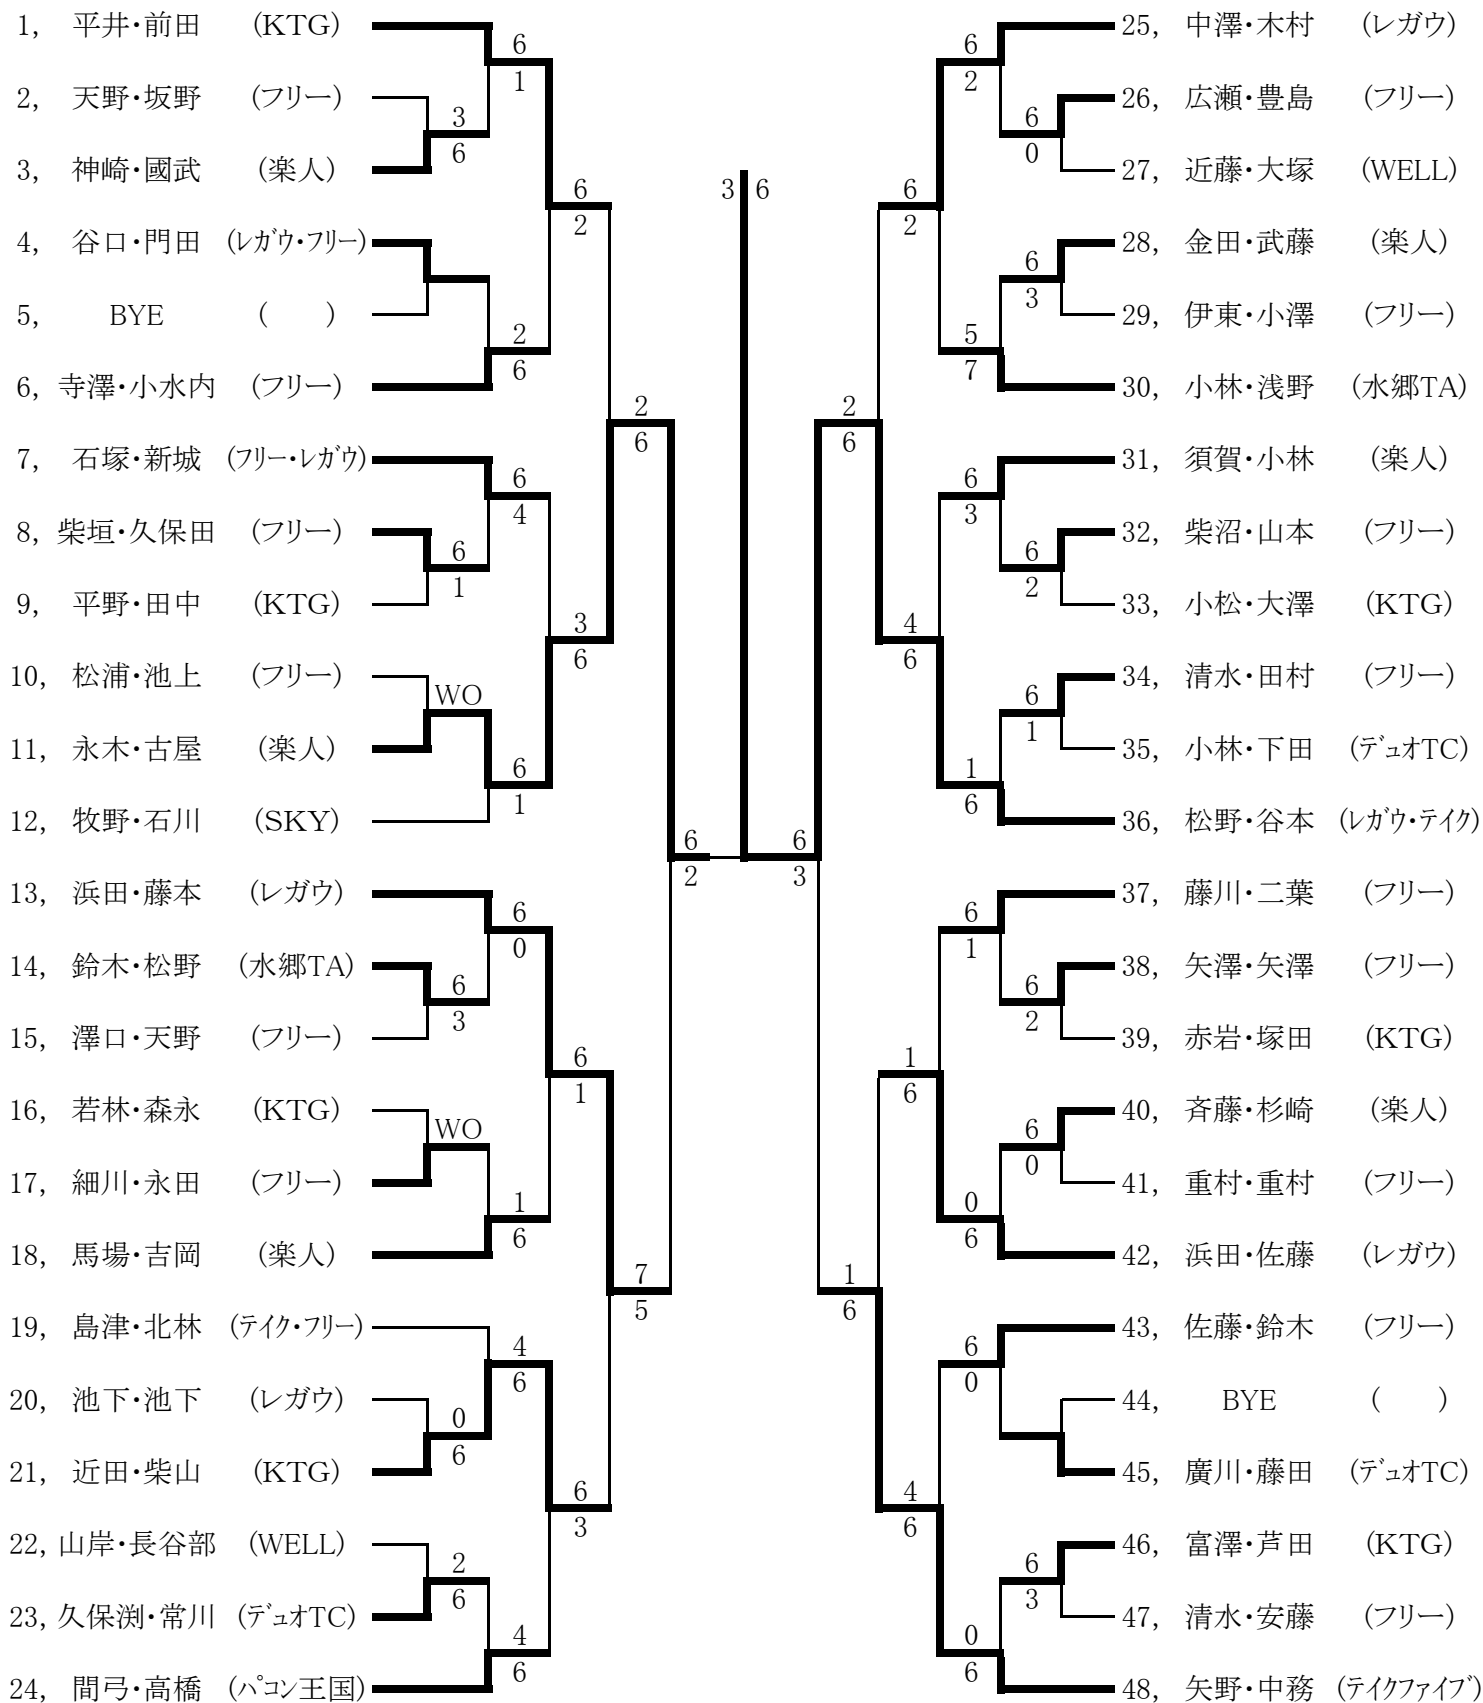 1, 平井・前田 (KTG)
2, 天野・坂野 (フリー)
3, 神崎・國武 (楽人)
4, 谷口・門田 (レガウ・フリー)
5, BYE ( )
6, 寺澤・小水内 (フリー)
7, 石塚・新城 (フリー・レガウ)
8, 柴垣・久保田 (フリー)
9, 平野・田中 (KTG)
10, 松浦・池上 (フリー)
11, 永木・古屋 (楽人)
12, 牧野・石川 (SKY)
13, 浜田・藤本 (レガウ)
14, 鈴木・松野 (水郷TA)
15, 澤口・天野 (フリー)
16, 若林・森永 (KTG)
17, 細川・永田 (フリー)
18, 馬場・吉岡 (楽人)
19, 島津・北林 (テイク・フリー)
20, 池下・池下 (レガウ)
21, 近田・柴山 (KTG)
22, 山岸・長谷部 (WELL)
23, 久保渕・常川 (デュオTC)
24, 間弓・高橋 (パコン王国)
3
6
WO
6
1
WO
6
3
0
6
2
6
6
1
2
6
6
4
6
1
6
0
1
6
4
6
4
6
6
2
3
6
6
1
6
3
2
6
7
5
6
2
3 6
6
3
2
6
1
6
6
2
4
6
1
6
4
6
6
2
5
7
6
3
1
6
6
1
0
6
6
0
0
6
6
0
6
3
6
2
6
1
6
2
6
0
6
3
25, 中澤・木村 (レガウ)
26, 広瀬・豊島 (フリー)
27, 近藤・大塚 (WELL)
28, 金田・武藤 (楽人)
29, 伊東・小澤 (フリー)
30, 小林・浅野 (水郷TA)
31, 須賀・小林 (楽人)
32, 柴沼・山本 (フリー)
33, 小松・大澤 (KTG)
34, 清水・田村 (フリー)
35, 小林・下田 (デュオTC)
36, 松野・谷本 (レガウ・テイク)
37, 藤川・二葉 (フリー)
38, 矢澤・矢澤 (フリー)
39, 赤岩・塚田 (KTG)
40, 斉藤・杉崎 (楽人)
41, 重村・重村 (フリー)
42, 浜田・佐藤 (レガウ)
43, 佐藤・鈴木 (フリー)
44, BYE ( )
45, 廣川・藤田 (デュオTC)
46, 富澤・芦田 (KTG)
47, 清水・安藤 (フリー)
48, 矢野・中務 (テイクファイブ)